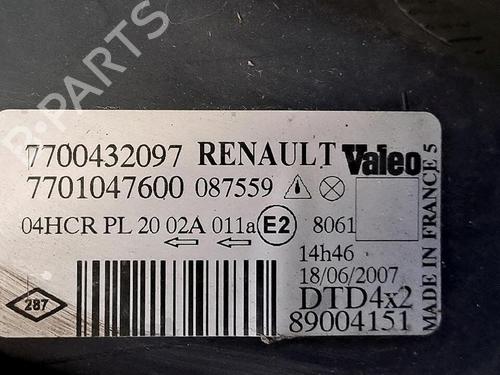 B-PARTS
7700432097 RENAULT Valeo
7701047600 087559
04HCR PL 20 02A 011a E2 8061
14h46
18/06/2007
287
DTD4x2
89004151
MADE IN FRANCE 5